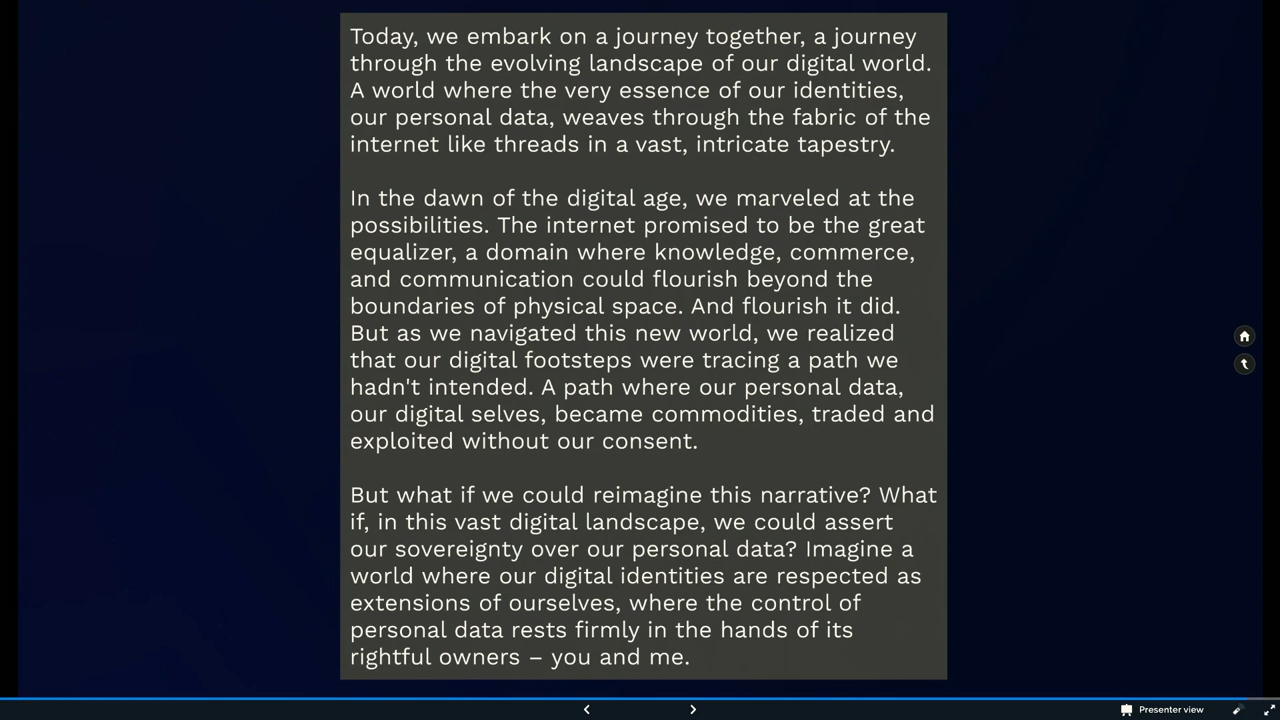 Today, we embark on a journey together, a journey
through the evolving landscape of our digital world.
A world where the very essence of our identities,
our personal data, weaves through the fabric of the
internet like threads in a vast, intricate tapestry.
In the dawn of the digital age, we marveled at the
possibilities. The internet promised to be the great
equalizer, a domain where knowledge, commerce,
and communication could flourish beyond the
boundaries of physical space. And flourish it did.
But as we navigated this new world, we realized
that our digital footsteps were tracing a path we
hadn't intended. A path where our personal data,
our digital selves, became commodities, traded and
exploited without our consent.
But what if we could reimagine this narrative? What
if, in this vast digital landscape, we could assert
our sovereignty over our personal data? Imagine a
world where our digital identities are respected as
extensions of ourselves, where the control of
personal data rests firmly in the hands of its
rightful owners – you and me.
Presenter view